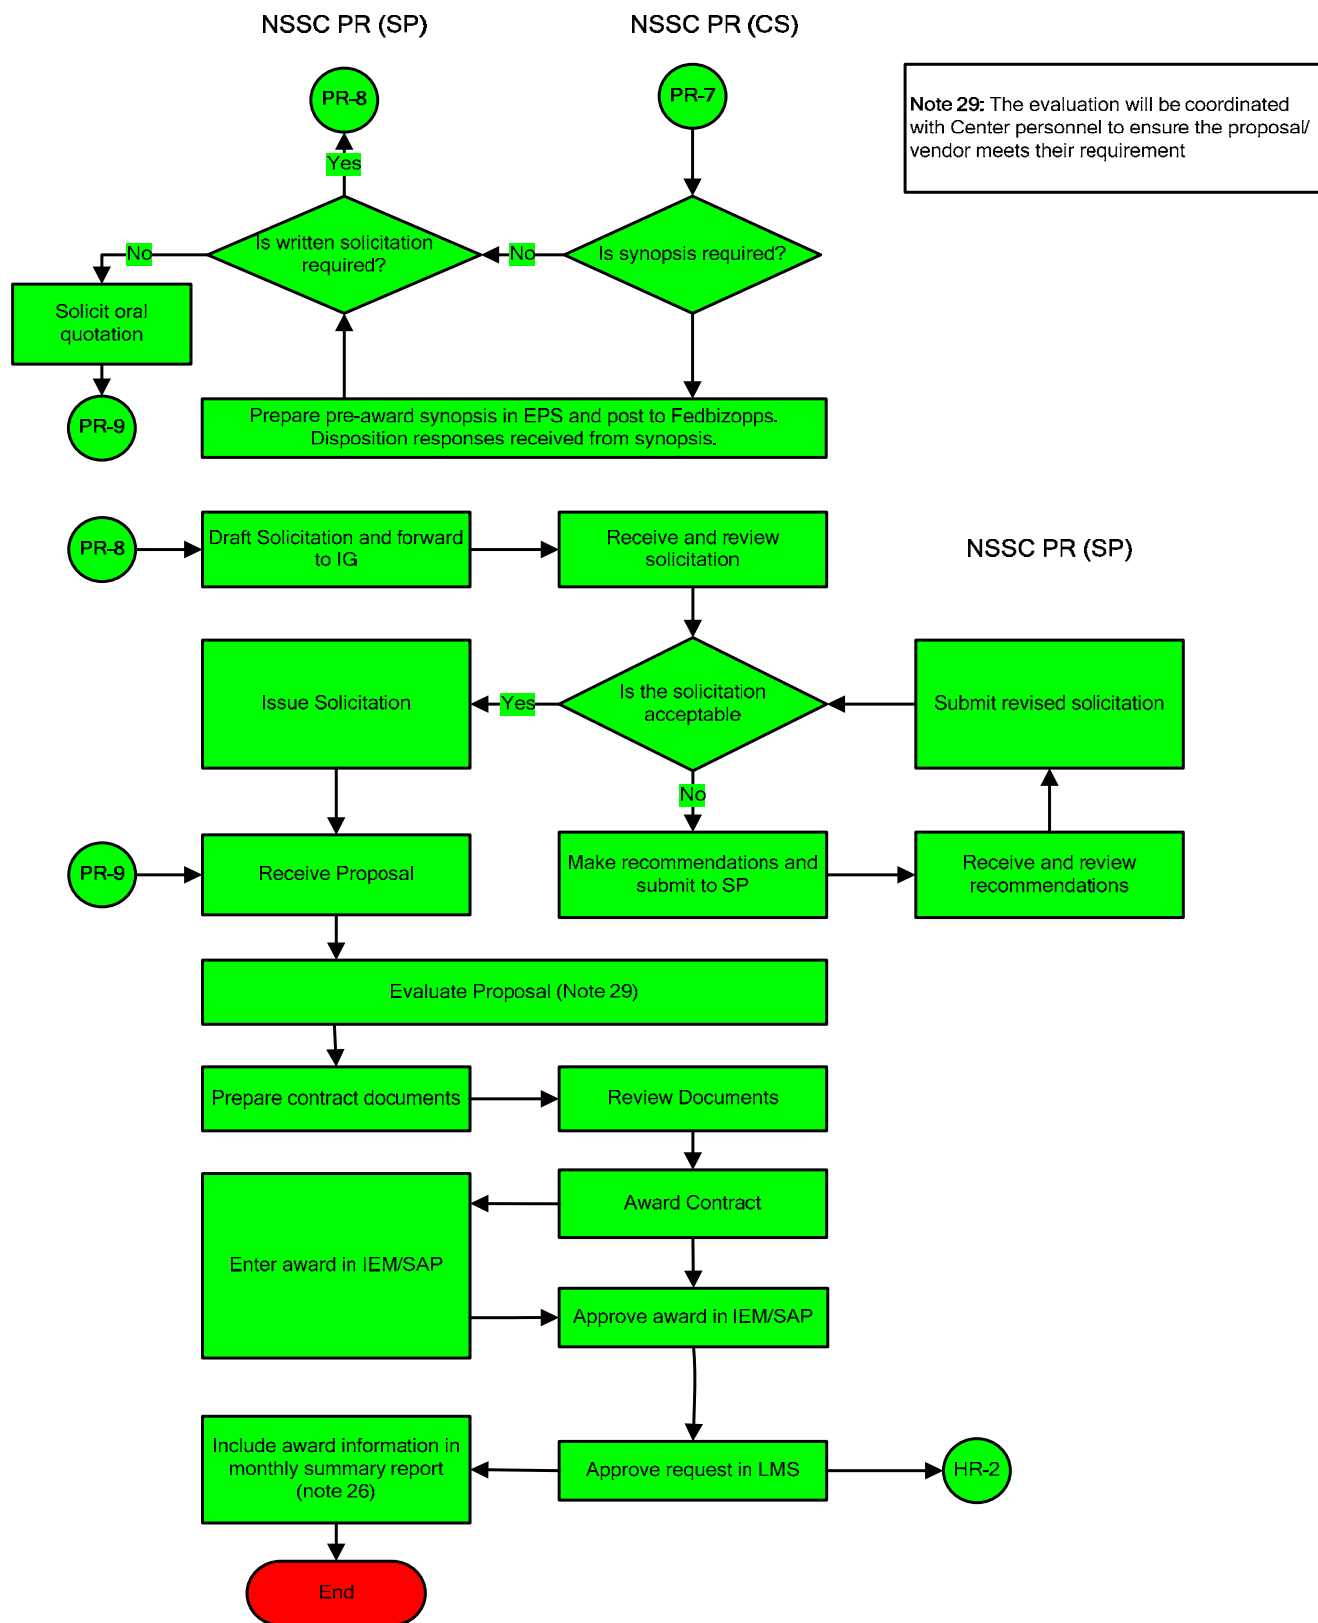 NSSC PR (SP)
NSSC PR (CS)
PR-8
PR-7
Note 29: The evaluation will be coordinated
with Center personnel to ensure the proposal/
vendor meets their requirement
Yes
Is written solicitation
required?
No
No
Is synopsis required?
Solicit oral
quotation
PR-9
Prepare pre-award synopsis in EPS and post to Fedbizopps.
Disposition responses received from synopsis.
PR-8
Draft Solicitation and forward
to IG
Receive and review
solicitation
NSSC PR (SP)
Issue Solicitation
Yes
Is the solicitation
acceptable
Submit revised solicitation
No
PR-9
Receive Proposal
Make recommendations and
submit to SP
Receive and review
recommendations
Evaluate Proposal (Note 29)
Prepare contract documents
Review Documents
Award Contract
Enter award in IEM/SAP
Approve award in IEM/SAP
Include award information in
monthly summary report
(note 26)
Approve request in LMS
HR-2
End